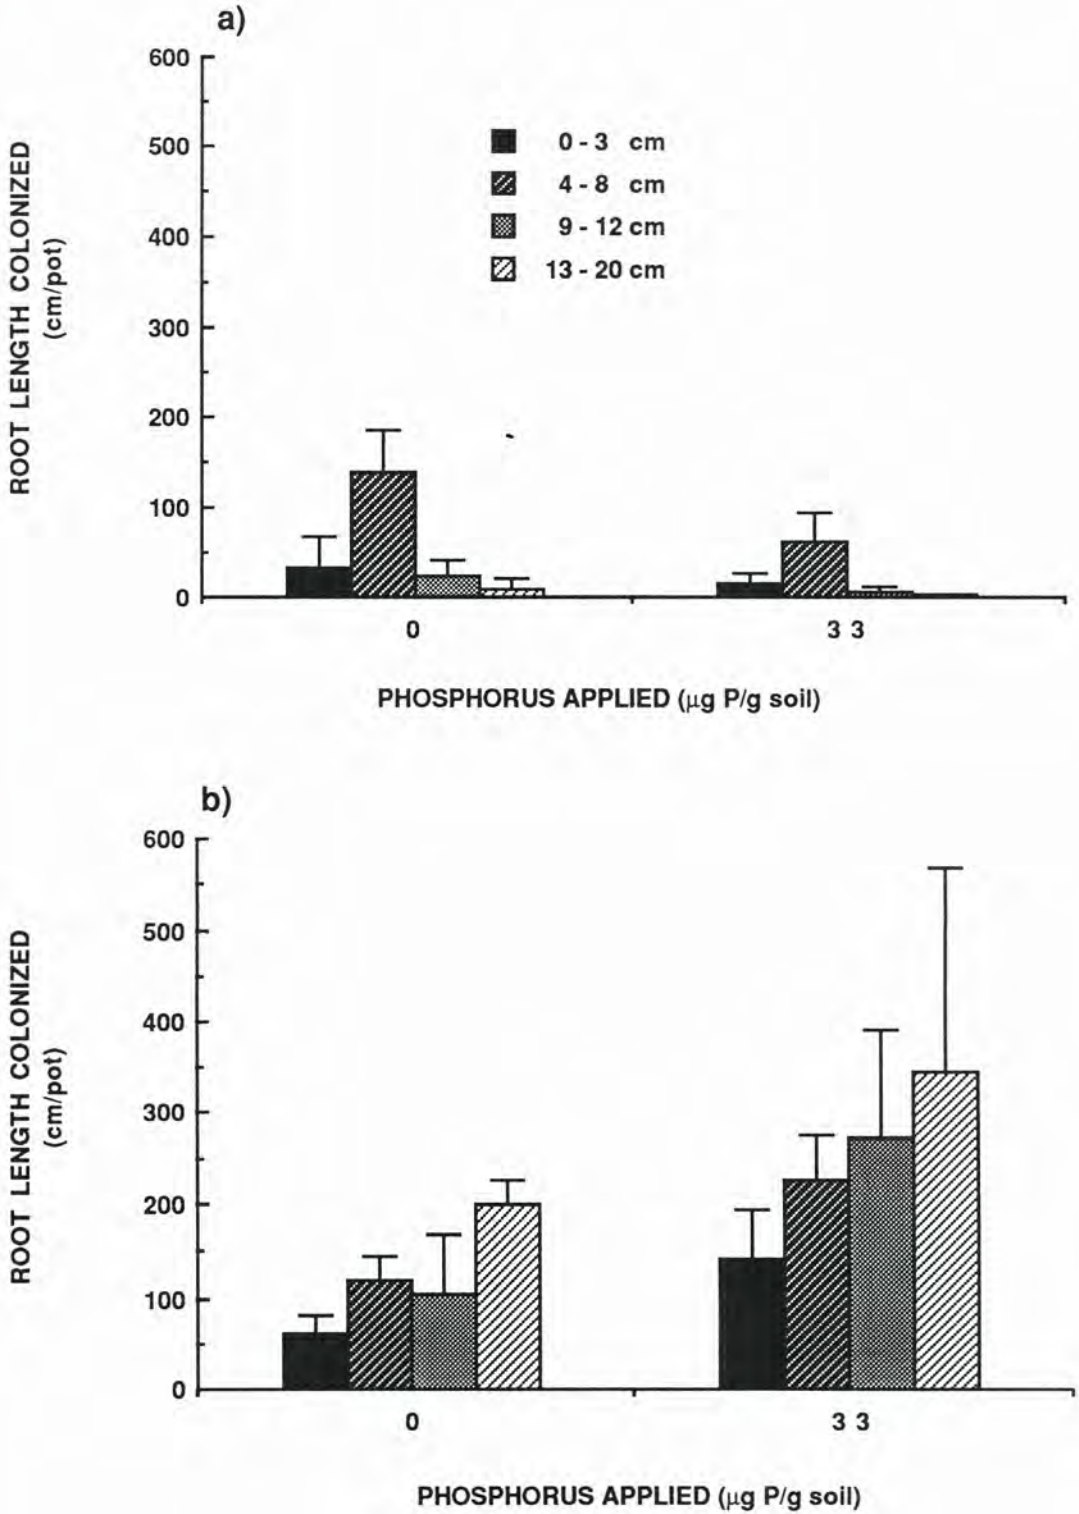 a)
600
500
400
300
200
100
0
ROOT LENGTH COLONIZED
(cm/pot)
0 - 3 cm
4 - 8 cm
9 - 12 cm
13 - 20 cm
0
3 3
PHOSPHORUS APPLIED (µg P/g soil)
b)
600
500
400
300
200
100
0
ROOT LENGTH COLONIZED
(cm/pot)
0
3 3
PHOSPHORUS APPLIED (µg P/g soil)